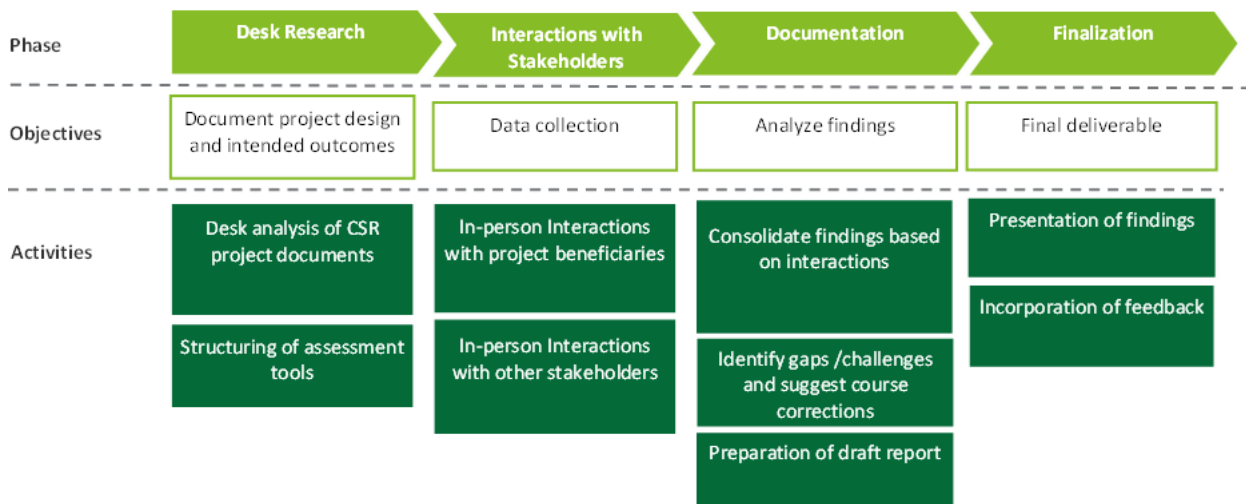 Phase
Desk Research
Interactions with
Stakeholders
Documentation
Finalization
Objectives
Document project design
and intended outcomes
Data collection
Analyze findings
Final deliverable
Activities
Desk analysis of CSR
project documents
Structuring of assessment
tools
In-person Interactions
with project beneficiaries
In-person Interactions
with other stakeholders
Consolidate findings based
on interactions
Identify gaps /challenges
and suggest course
corrections
Preparation of draft report
Presentation of findings
Incorporation of feedback